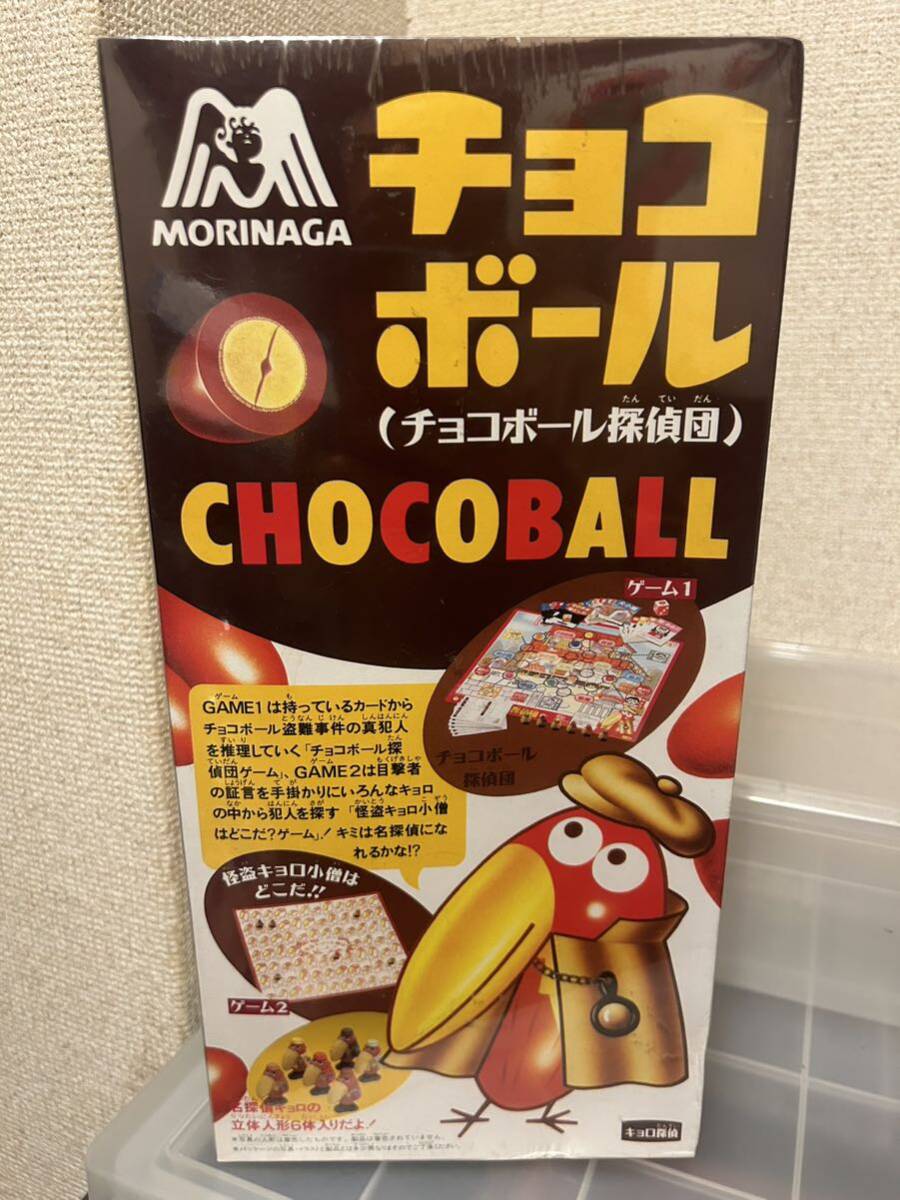 MORINAGA
チョコ
ボール
(チョコボール探偵団)
たん てい だん
CHOCOBALL
ゲーム1
チョコボール
探偵団
GAME1は持っているカードから
チョコボール盗難事件の真犯人
を推理していく「チョコボール探
偵団ゲーム」、GAME2は目撃者
の証言を手掛かりにいろんなキョロ
の中から犯人を探す「怪盗キョロ小僧
はどこだ?ゲーム」!キミは名探偵にな
れるかな!?
怪盗キョロ小僧は
どこだ!!
ゲーム2
名探偵キョロの
立体人形6体入りだよ!
キョロ探偵